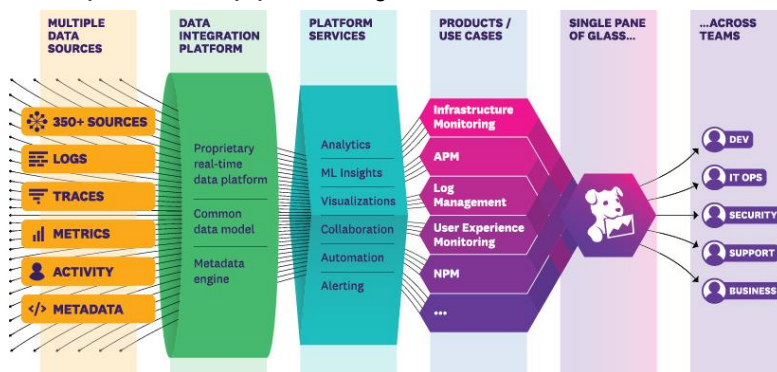 MULTIPLE
DATA
SOURCES
DATA
INTEGRATION
PLATFORM
PLATFORM
SERVICES
PRODUCTS /
USE CASES
SINGLE PANE
OF GLASS...
...ACROSS
TEAMS
350+ SOURCES
LOGS
TRACES
METRICS
ACTIVITY
</> METADATA
Proprietary
real-time
data platform
Common
data model
Metadata
engine
Analytics
ML Insights
Visualizations
Collaboration
Automation
Alerting
Infrastructure
Monitoring
APM
Log
Management
User Experience
Monitoring
NPM
...
DEV
IT OPS
SECURITY
SUPPORT
BUSINESS